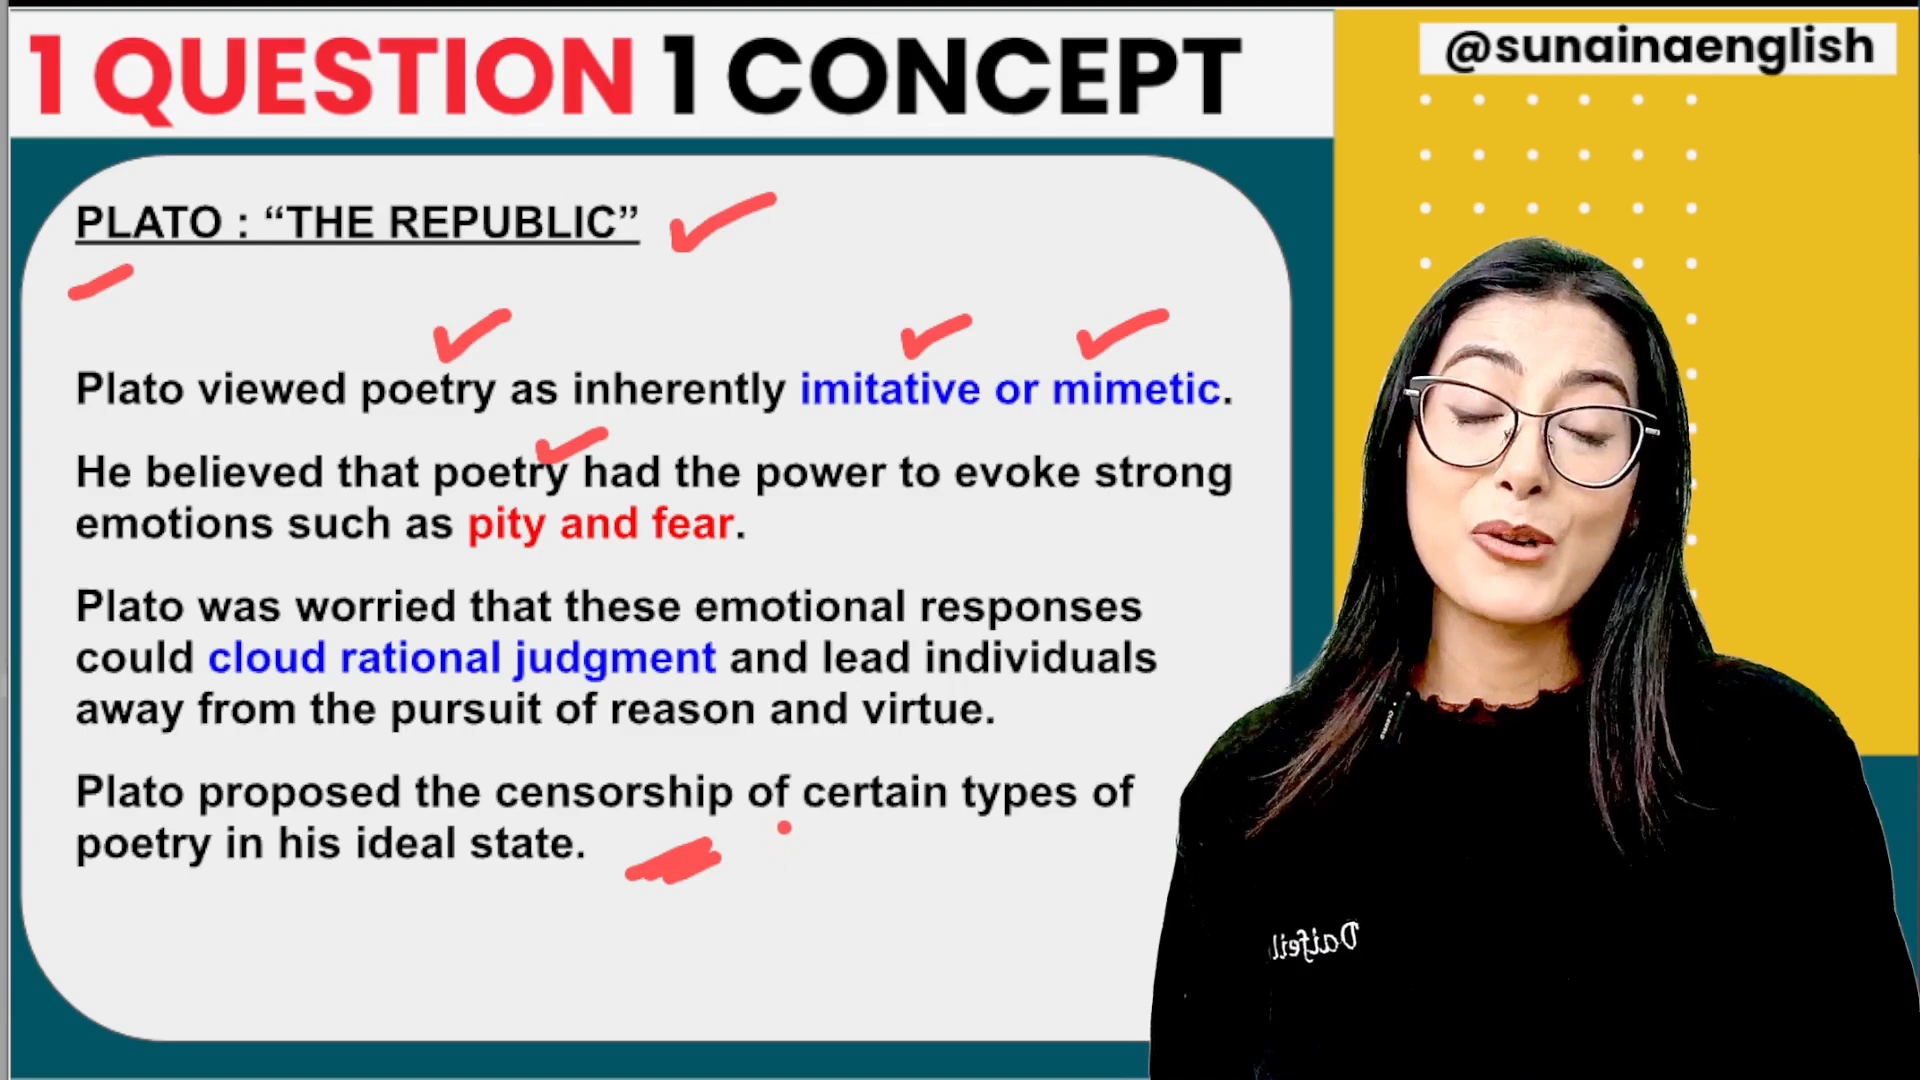 1 QUESTION 1 CONCEPT
@sunainaenglish
PLATO : “THE REPUBLIC”
Plato viewed poetry as inherently imitative or mimetic.
He believed that poetry had the power to evoke strong
emotions such as pity and fear.
Plato was worried that these emotional responses
could cloud rational judgment and lead individuals
away from the pursuit of reason and virtue.
Plato proposed the censorship of certain types of
poetry in his ideal state.